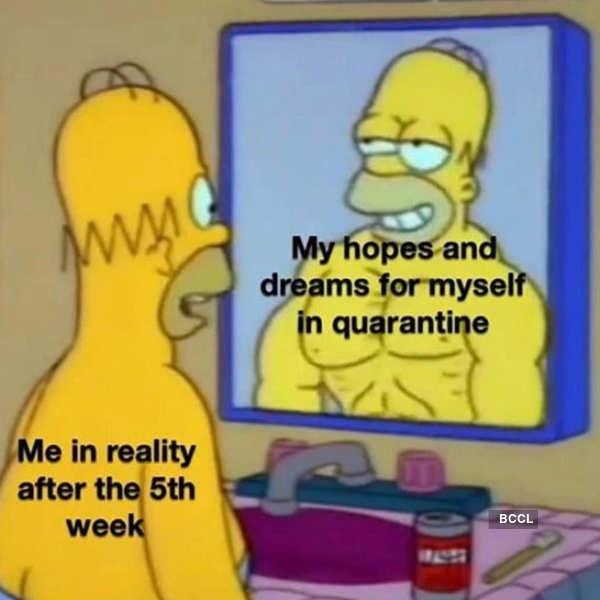 My hopes and
dreams for myself
in quarantine
Me in reality
after the 5th
week
BCCL